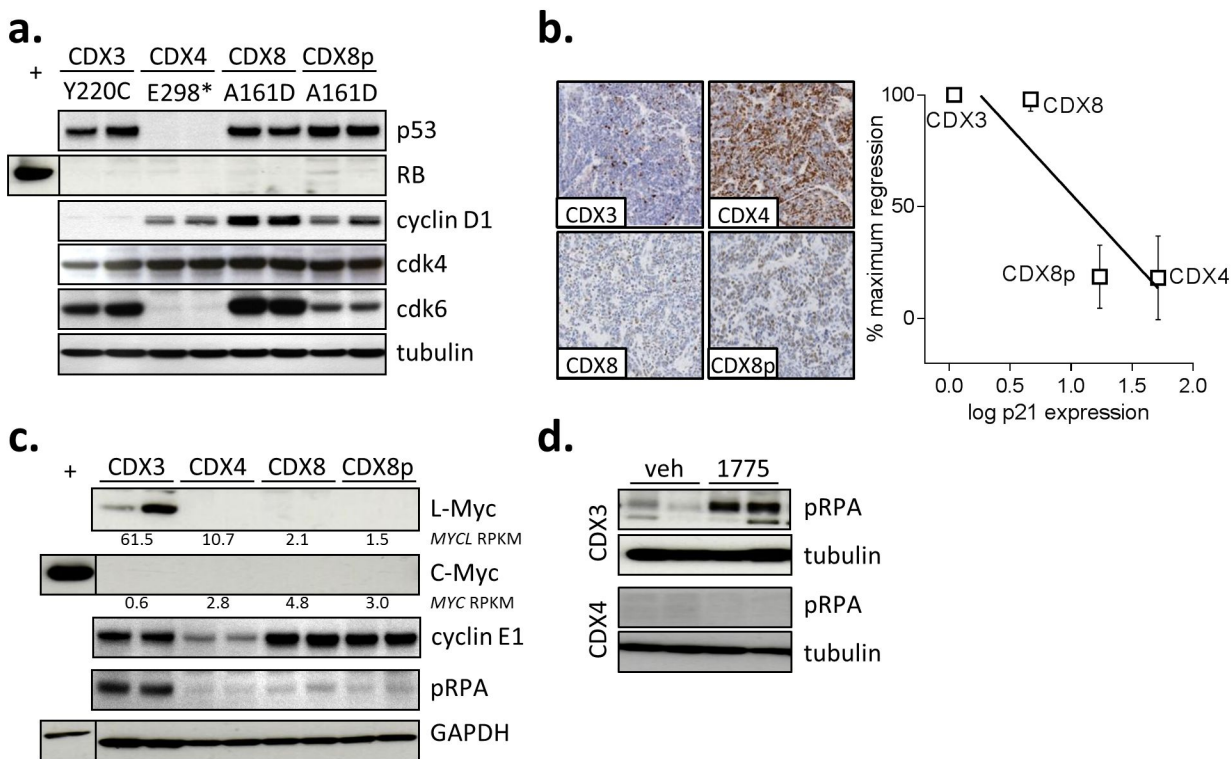 a.
CDX3 CDX4 CDX8 CDX8p
+
Y220C E298* A161D A161D
p53
RB
cyclin D1
cdk4
cdk6
tubulin
b.
CDX3
CDX4
CDX8
CDX8p
% maximum regression
100
50
0
CDX3
CDX8
CDX8p
CDX4
0.0 0.5 1.0 1.5 2.0
log p21 expression
c.
+ CDX3 CDX4 CDX8 CDX8p
L-Myc
61.5 10.7 2.1 1.5 MYCL RPKM
C-Myc
0.6 2.8 4.8 3.0 MYC RPKM
cyclin E1
pRPA
GAPDH
d.
veh 1775
CDX3
pRPA
tubulin
CDX4
pRPA
tubulin